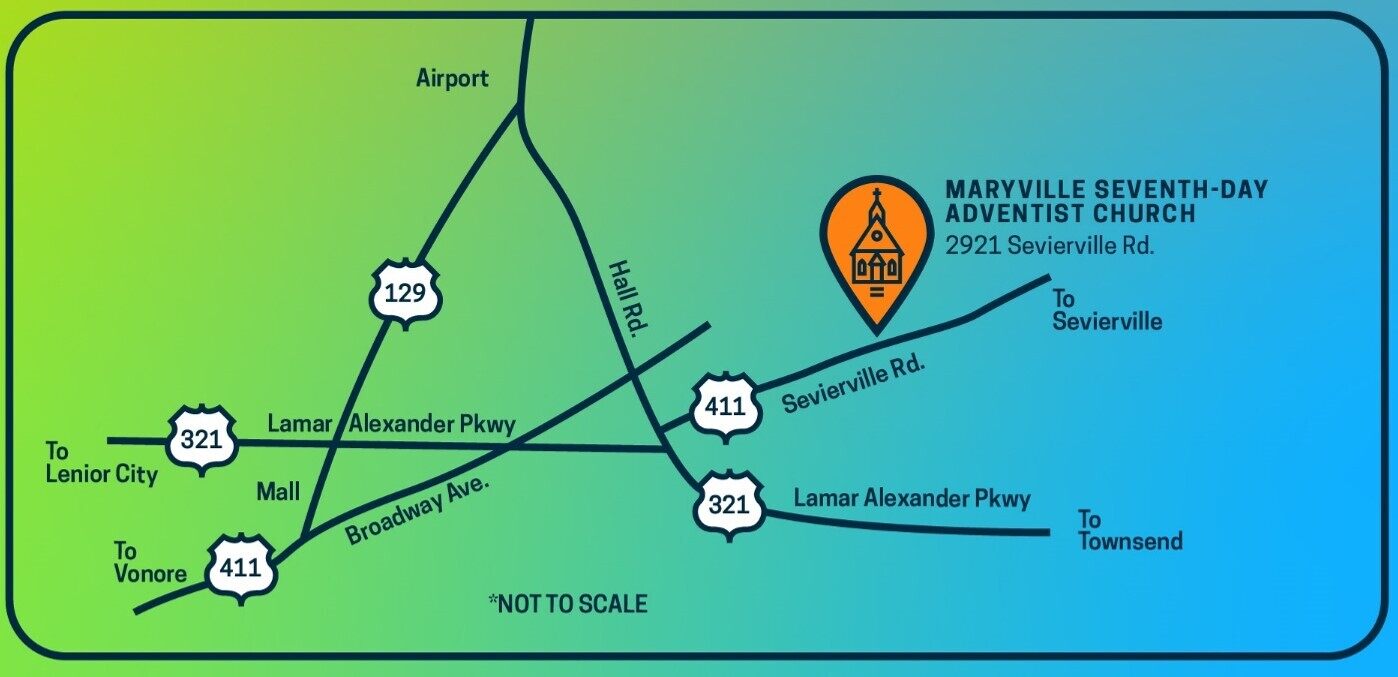 Airport
MARYVILLE SEVENTH-DAY
ADVENTIST CHURCH
2921 Sevierville Rd.
129
Hall Rd.
To
Sevierville
411
Sevierville Rd.
321
Lamar Alexander Pkwy
To
Lenior City
Mall
Broadway Ave.
321
Lamar Alexander Pkwy
To
Townsend
To
Vonore
411
*NOT TO SCALE